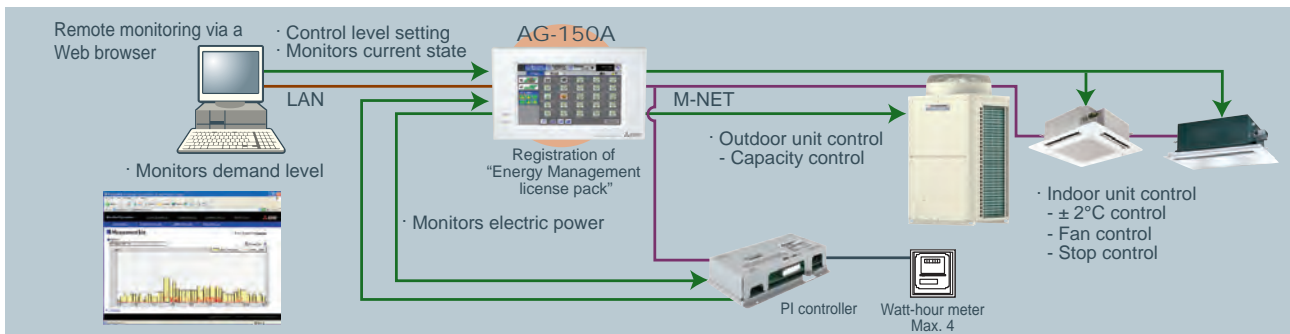 Remote monitoring via a
Web browser
· Control level setting
· Monitors current state
AG-150A
LAN
M-NET
· Monitors demand level
Registration of
“Energy Management
license pack”
· Outdoor unit control
- Capacity control
· Monitors electric power
· Indoor unit control
- ± 2°C control
- Fan control
- Stop control
PI controller
Watt-hour meter
Max. 4